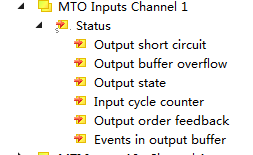 MTO Inputs Channel 1
Status
Output short circuit
Output buffer overflow
Output state
Input cycle counter
Output order feedback
Events in output buffer